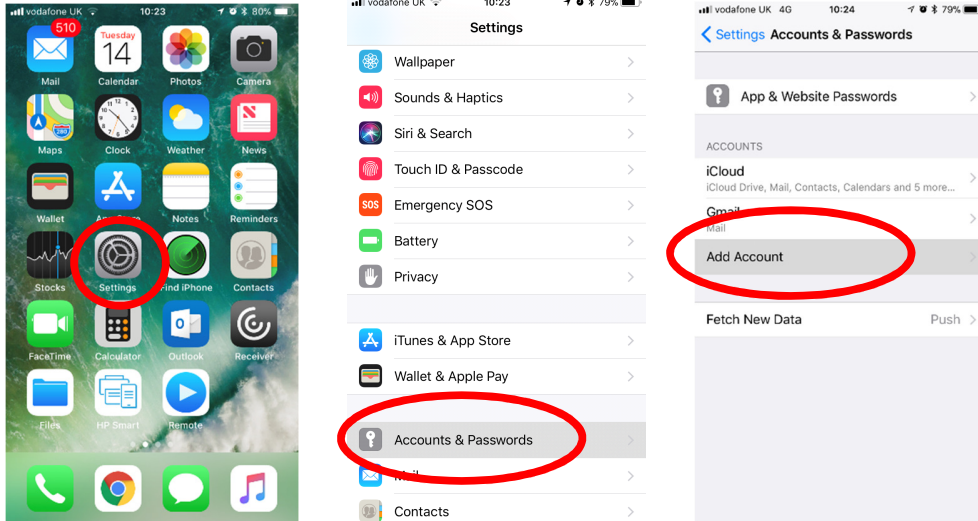 vodafone UK 10:23 80%
510
Tuesday
14
Mail Calendar Photos Camera
12
280
Maps Clock Weather News
Wallet Notes Reminders
Stocks Settings Find iPhone Contacts
FaceTime Calculator Outlook Receiver
Files HP Smart Remote
vodafone UK 10:23 79%
Settings
Wallpaper
Sounds & Haptics
Siri & Search
Touch ID & Passcode
SOS Emergency SOS
Battery
Privacy
iTunes & App Store
Wallet & Apple Pay
Accounts & Passwords
Mail
Contacts
vodafone UK 4G 10:24 79%
Settings Accounts & Passwords
App & Website Passwords
ACCOUNTS
iCloud
iCloud Drive, Mail, Contacts, Calendars and 5 more...
Gmail
Mail
Add Account
Fetch New Data Push